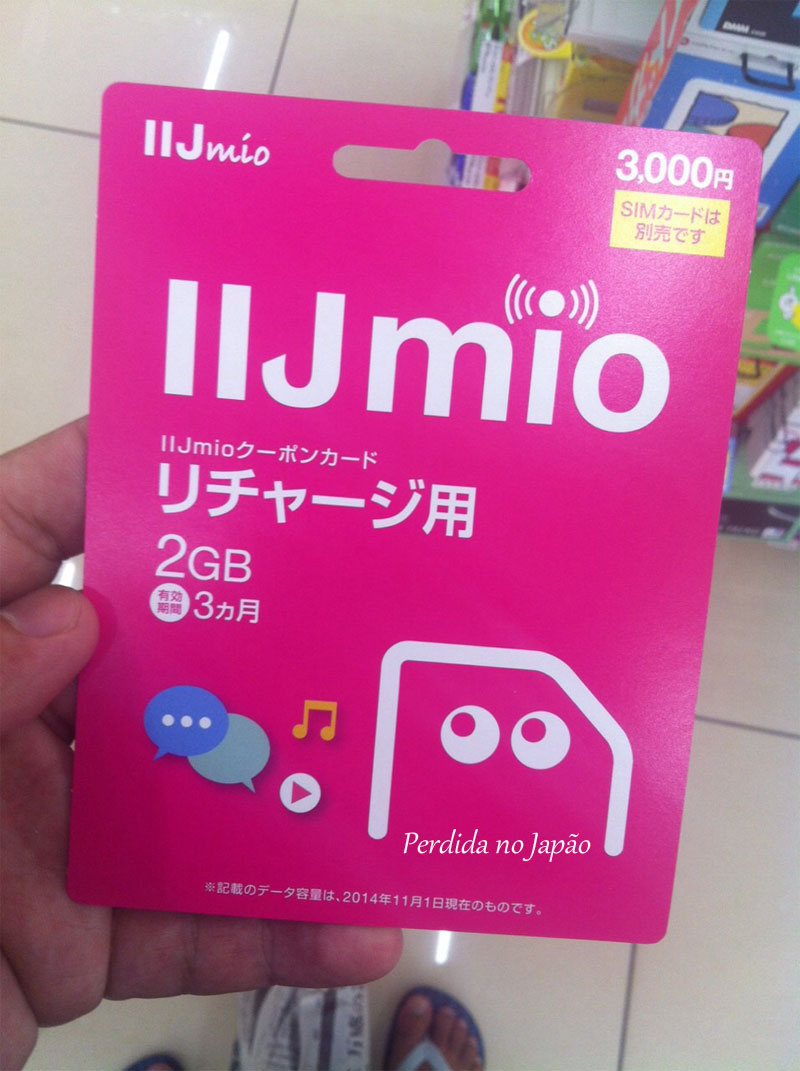 IIJmio
3,000円
SIMカードは
別売です
IIJmio
IIJmioクーポンカード
リチャージ用
2GB
有効
期間
3ヵ月
Perdida no Japão
※記載のデータ容量は、2014年11月1日現在のものです。